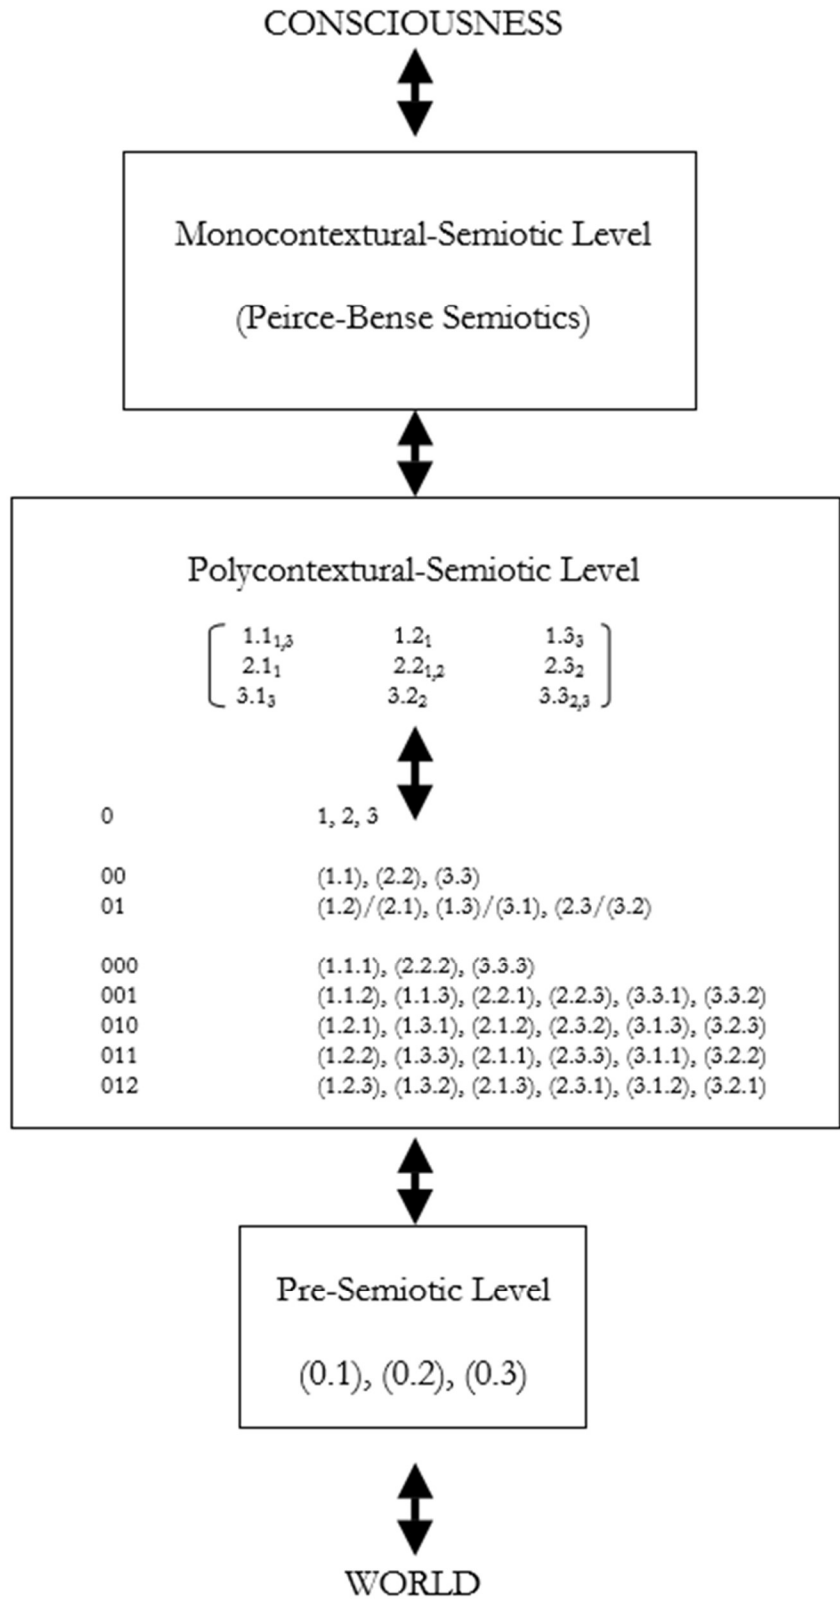 CONSCIOUSNESS
Monocontextural-Semiotic Level
(Peirce-Bense Semiotics)
Polycontextural-Semiotic Level
1.1₁,₃ 1.2₁ 1.3₃
2.1₁ 2.2₁,₂ 2.3₂
3.1₃ 3.2₂ 3.3₂,₃
0 1, 2, 3
00 (1.1), (2.2), (3.3)
01 (1.2)/(2.1), (1.3)/(3.1), (2.3/(3.2)
000 (1.1.1), (2.2.2), (3.3.3)
001 (1.1.2), (1.1.3), (2.2.1), (2.2.3), (3.3.1), (3.3.2)
010 (1.2.1), (1.3.1), (2.1.2), (2.3.2), (3.1.3), (3.2.3)
011 (1.2.2), (1.3.3), (2.1.1), (2.3.3), (3.1.1), (3.2.2)
012 (1.2.3), (1.3.2), (2.1.3), (2.3.1), (3.1.2), (3.2.1)
Pre-Semiotic Level
(0.1), (0.2), (0.3)
WORLD